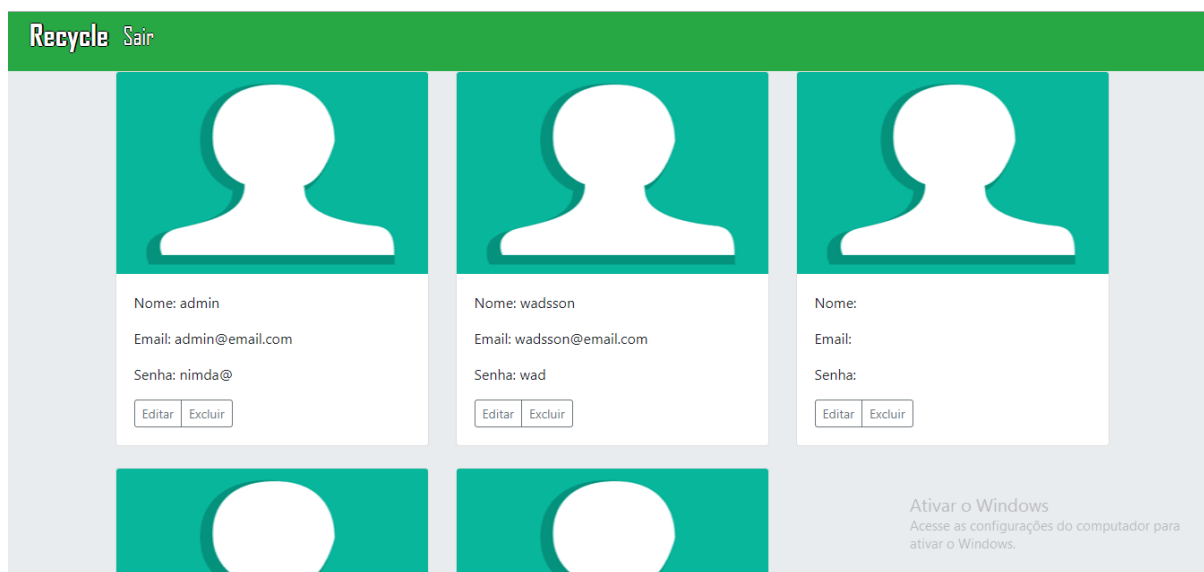 Recycle Sair
Nome: admin
Email: admin@email.com
Senha: nimda@
Editar Excluir
Nome: wadsson
Email: wadsson@email.com
Senha: wad
Editar Excluir
Nome:
Email:
Senha:
Editar Excluir
Ativar o Windows
Acesse as configurações do computador para
ativar o Windows.